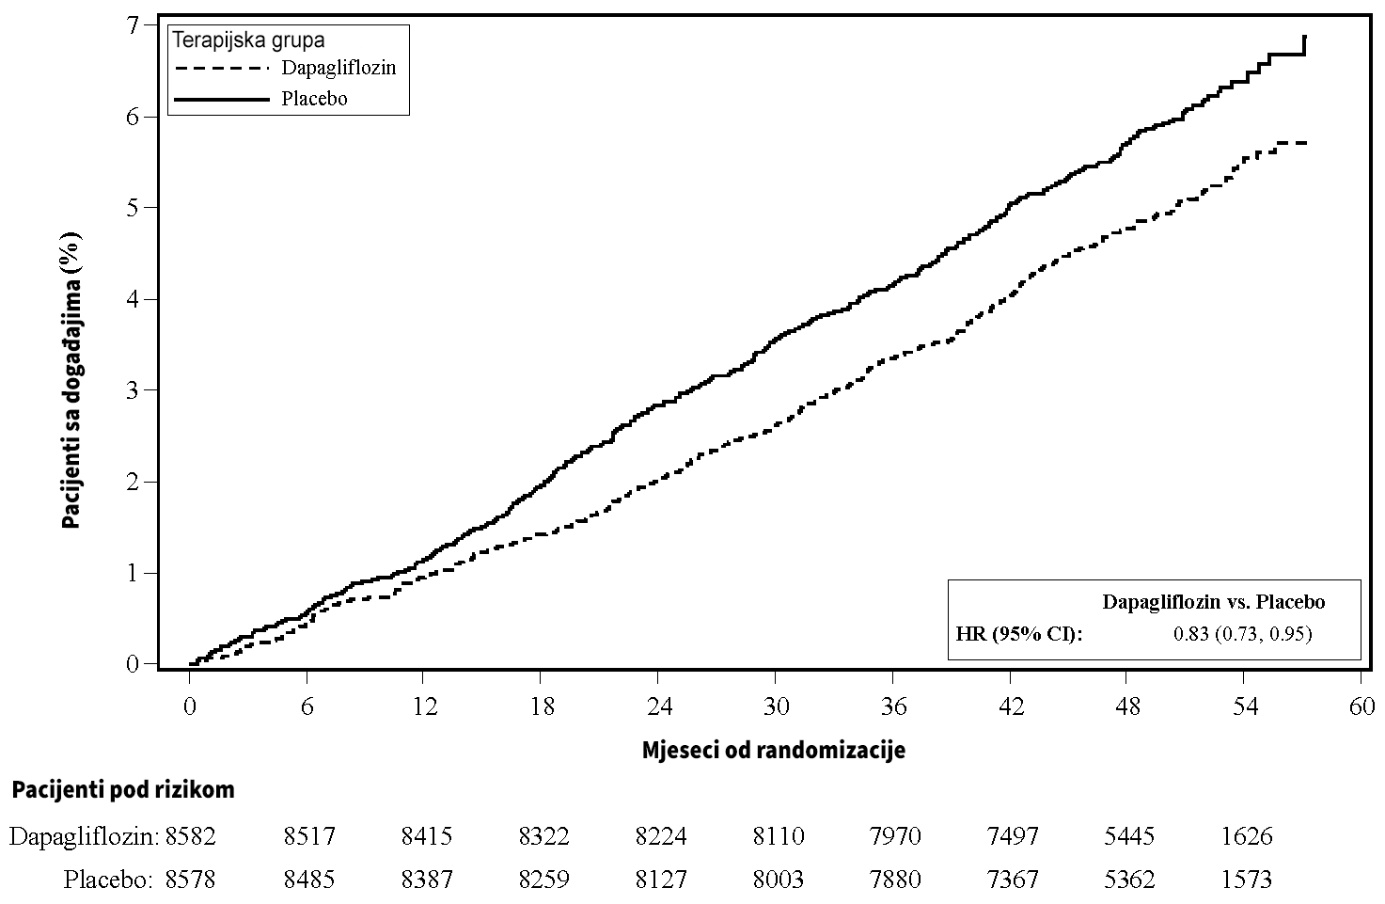 7
Terapijska grupa
Dapagliflozin
Placebo
6
5
4
3
2
1
0
Pacijenti sa događajima (%)
Dapagliflozin vs. Placebo
HR (95% CI): 0.83 (0.73, 0.95)
0 6 12 18 24 30 36 42 48 54 60
Mjeseci od randomizacije
Pacijenti pod rizikom
Dapagliflozin: 8582 8517 8415 8322 8224 8110 7970 7497 5445 1626
Placebo: 8578 8485 8387 8259 8127 8003 7880 7367 5362 1573